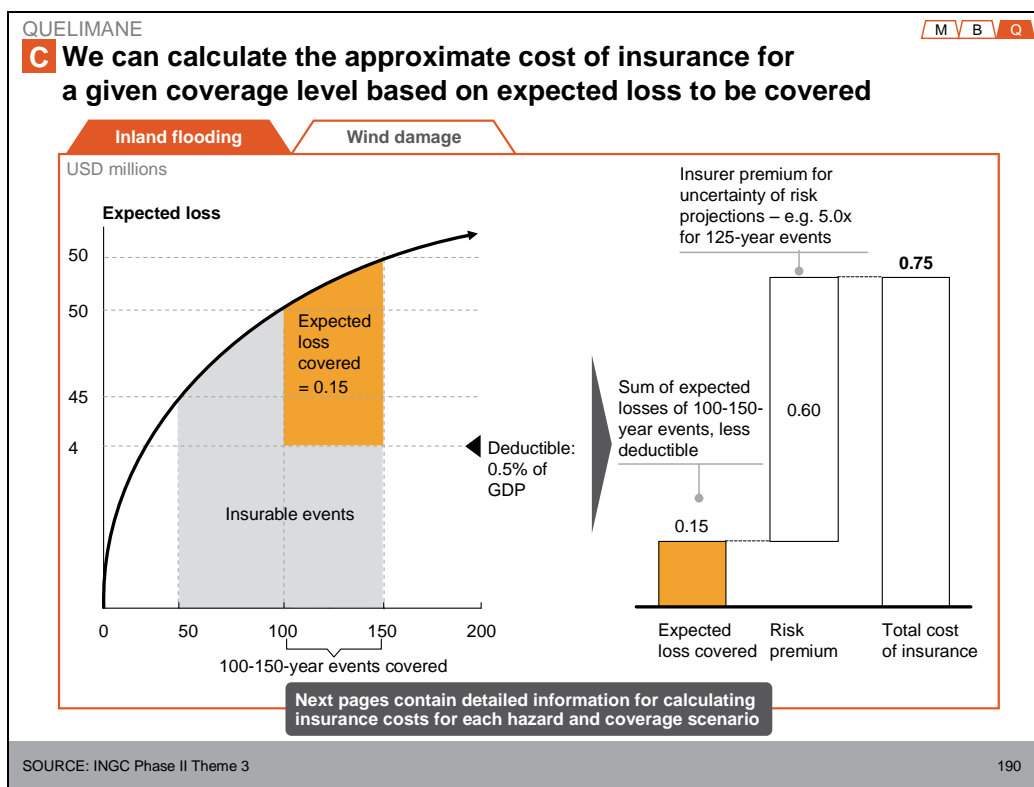 QUELIMANE
M B Q
C We can calculate the approximate cost of insurance for
a given coverage level based on expected loss to be covered
Inland flooding
Wind damage
USD millions
Expected loss
50
50
45
4
Expected
loss
covered
= 0.15
Insurable events
Deductible:
0.5% of
GDP
0 50 100 150 200
100-150-year events covered
Insurer premium for
uncertainty of risk
projections – e.g. 5.0x
for 125-year events
Sum of expected
losses of 100-150-
year events, less
deductible
0.15
0.60
0.75
Expected
loss covered
Risk
premium
Total cost
of insurance
Next pages contain detailed information for calculating
insurance costs for each hazard and coverage scenario
SOURCE: INGC Phase II Theme 3
190